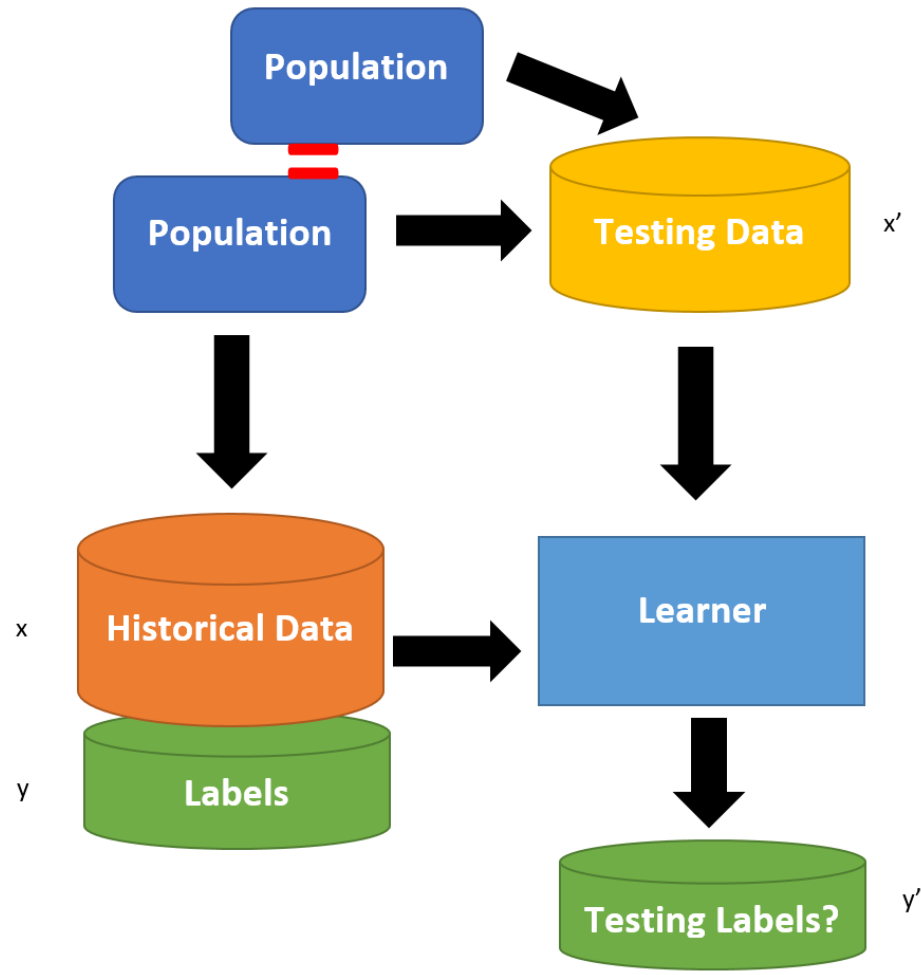 Population
Population
Testing Data
x’
Historical Data
x
Learner
Labels
y
Testing Labels?
y’